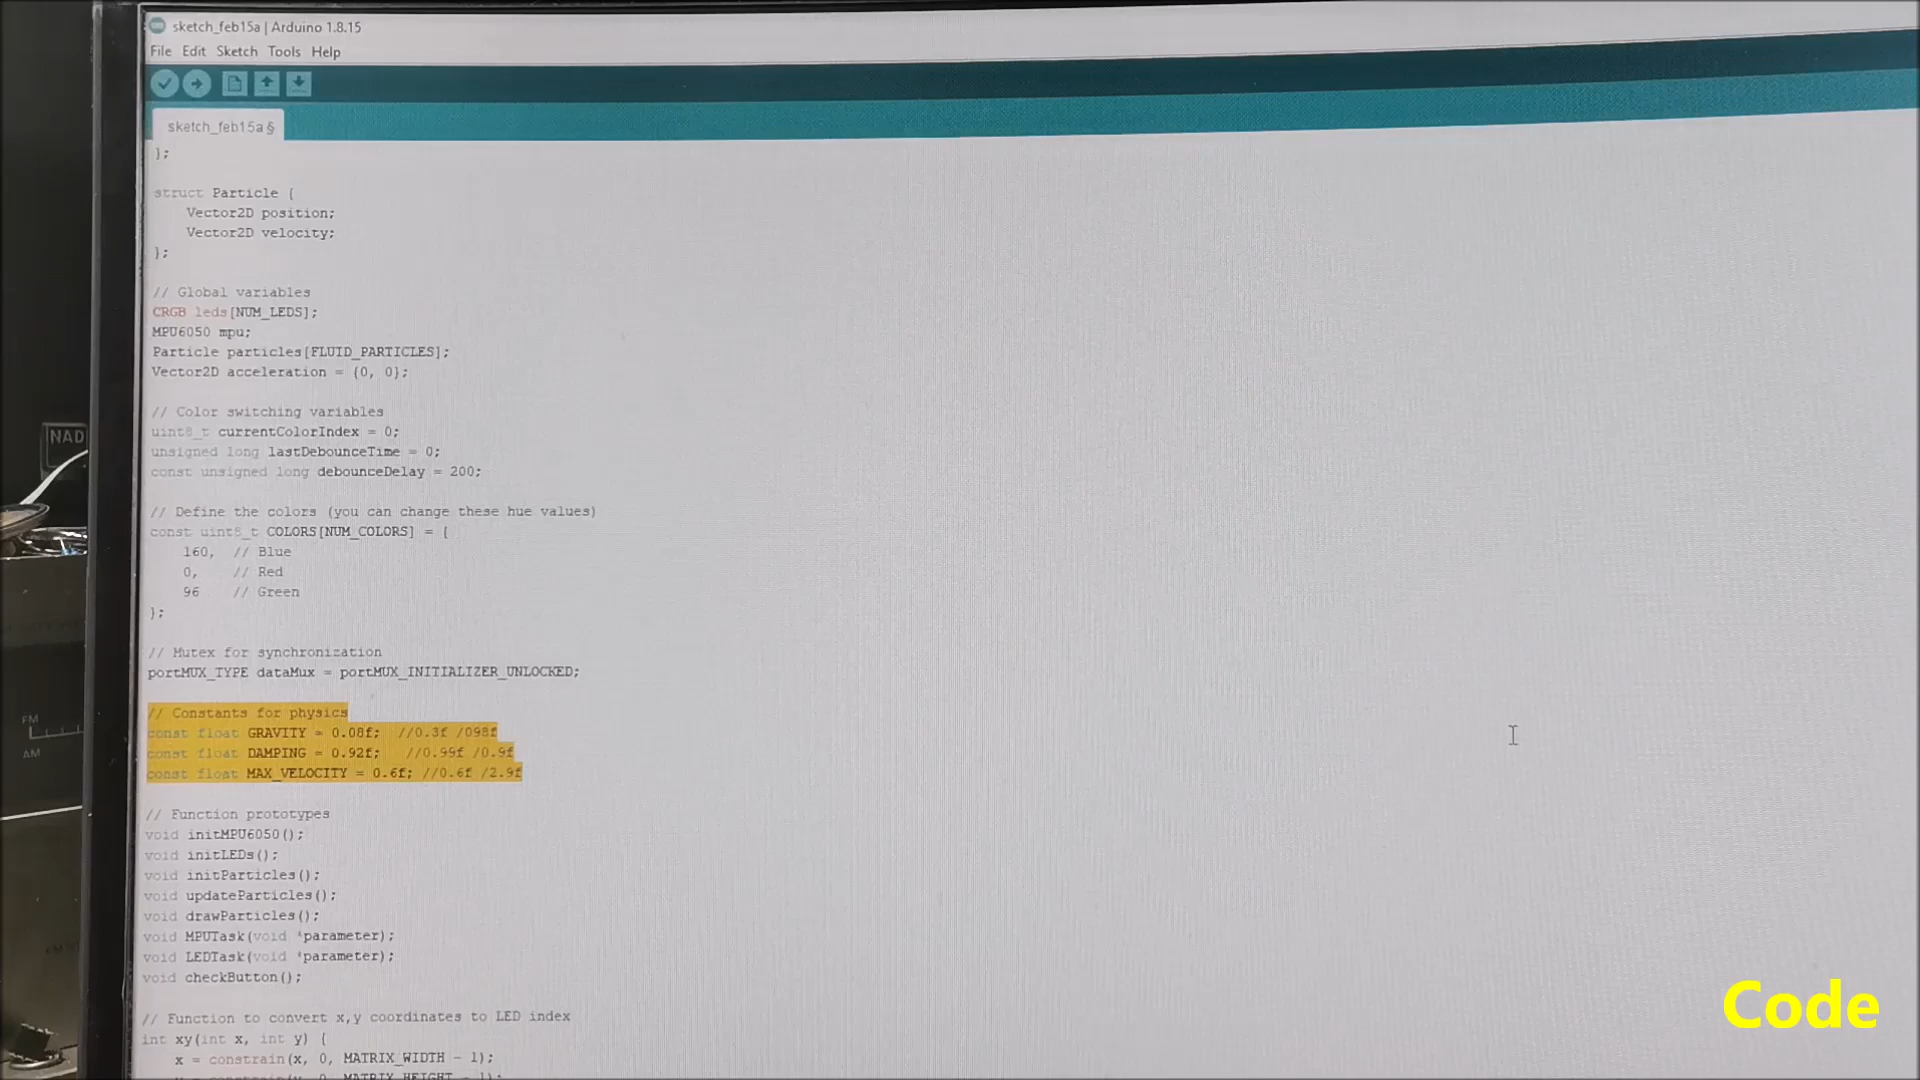 sketch_feb15a | Arduino 1.8.15
File Edit Sketch Tools Help
sketch_feb15a §
};
struct Particle {
Vector2D position;
Vector2D velocity;
};
// Global variables
CRGB leds[NUM_LEDS];
MPU6050 mpu;
Particle particles[FLUID_PARTICLES];
Vector2D acceleration = {0, 0};
// Color switching variables
uint8_t currentColorIndex = 0;
unsigned long lastDebounceTime = 0;
const unsigned long debounceDelay = 200;
// Define the colors (you can change these hue values)
const uint8_t COLORS[NUM_COLORS] = {
160, // Blue
0, // Red
96 // Green
};
// Mutex for synchronization
portMUX_TYPE dataMux = portMUX_INITIALIZER_UNLOCKED;
// Constants for physics
const float GRAVITY = 0.08f; //0.3f /098f
const float DAMPING = 0.92f; //0.99f /0.9f
const float MAX_VELOCITY = 0.6f; //0.6f /2.9f
// Function prototypes
void initMPU6050();
void initLEDs();
void initParticles();
void updateParticles();
void drawParticles();
void MPUTask(void *parameter);
void LEDTask(void *parameter);
void checkButton();
// Function to convert x,y coordinates to LED index
int xy(int x, int y) {
x = constrain(x, 0, MATRIX_WIDTH - 1);
y = constrain(y, 0, MATRIX_HEIGHT - 1);
NAD
FM
AM
Code